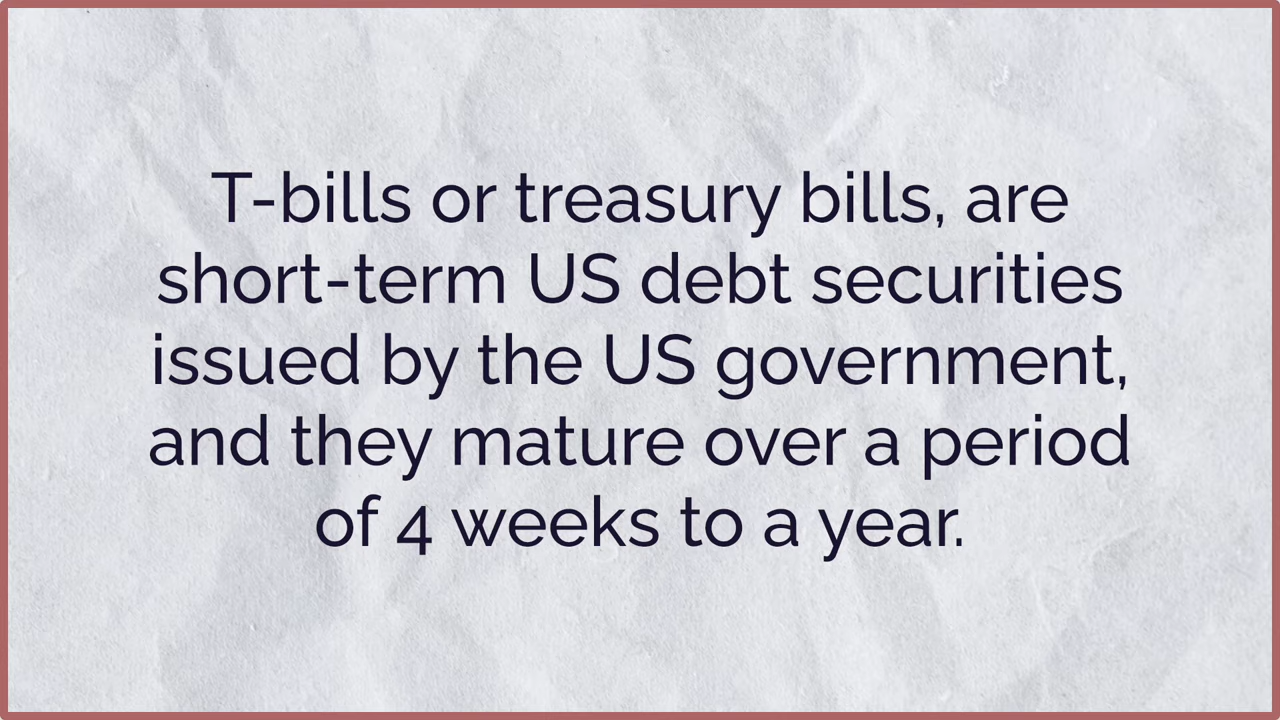 T-bills or treasury bills, are
short-term US debt securities
issued by the US government,
and they mature over a period
of 4 weeks to a year.